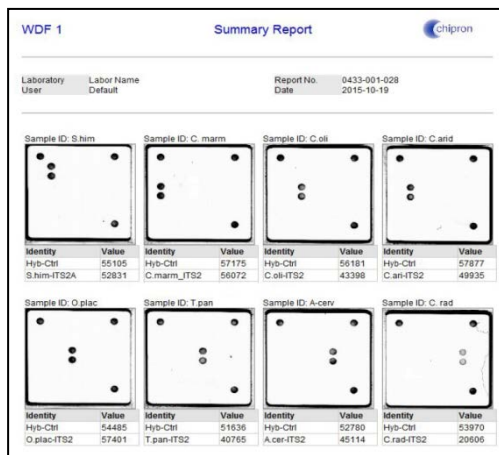 WDF 1 Summary Report chipron
Laboratory Labor Name Report No. 0433-001-028
User Default Date 2015-10-19
Sample ID: S.him Sample ID: C. marm Sample ID: C.oli Sample ID: C.arid
Identity Value Identity Value Identity Value Identity Value
Hyb-Ctrl 55105 Hyb-Ctrl 57175 Hyb-Ctrl 56181 Hyb-Ctrl 57877
S.him-ITS2A 52831 C.marm_ITS2 56072 C.oli-ITS2 43398 C.ari-ITS2 49935
Sample ID: O.plac Sample ID: T.pan Sample ID: A-cerv Sample ID: C. rad
Identity Value Identity Value Identity Value Identity Value
Hyb-Ctrl 54485 Hyb-Ctrl 51636 Hyb-Ctrl 52780 Hyb-Ctrl 53970
O.plac-ITS2 57401 T.pan-ITS2 40765 A.cer-ITS2 45114 C.rad-ITS2 20606